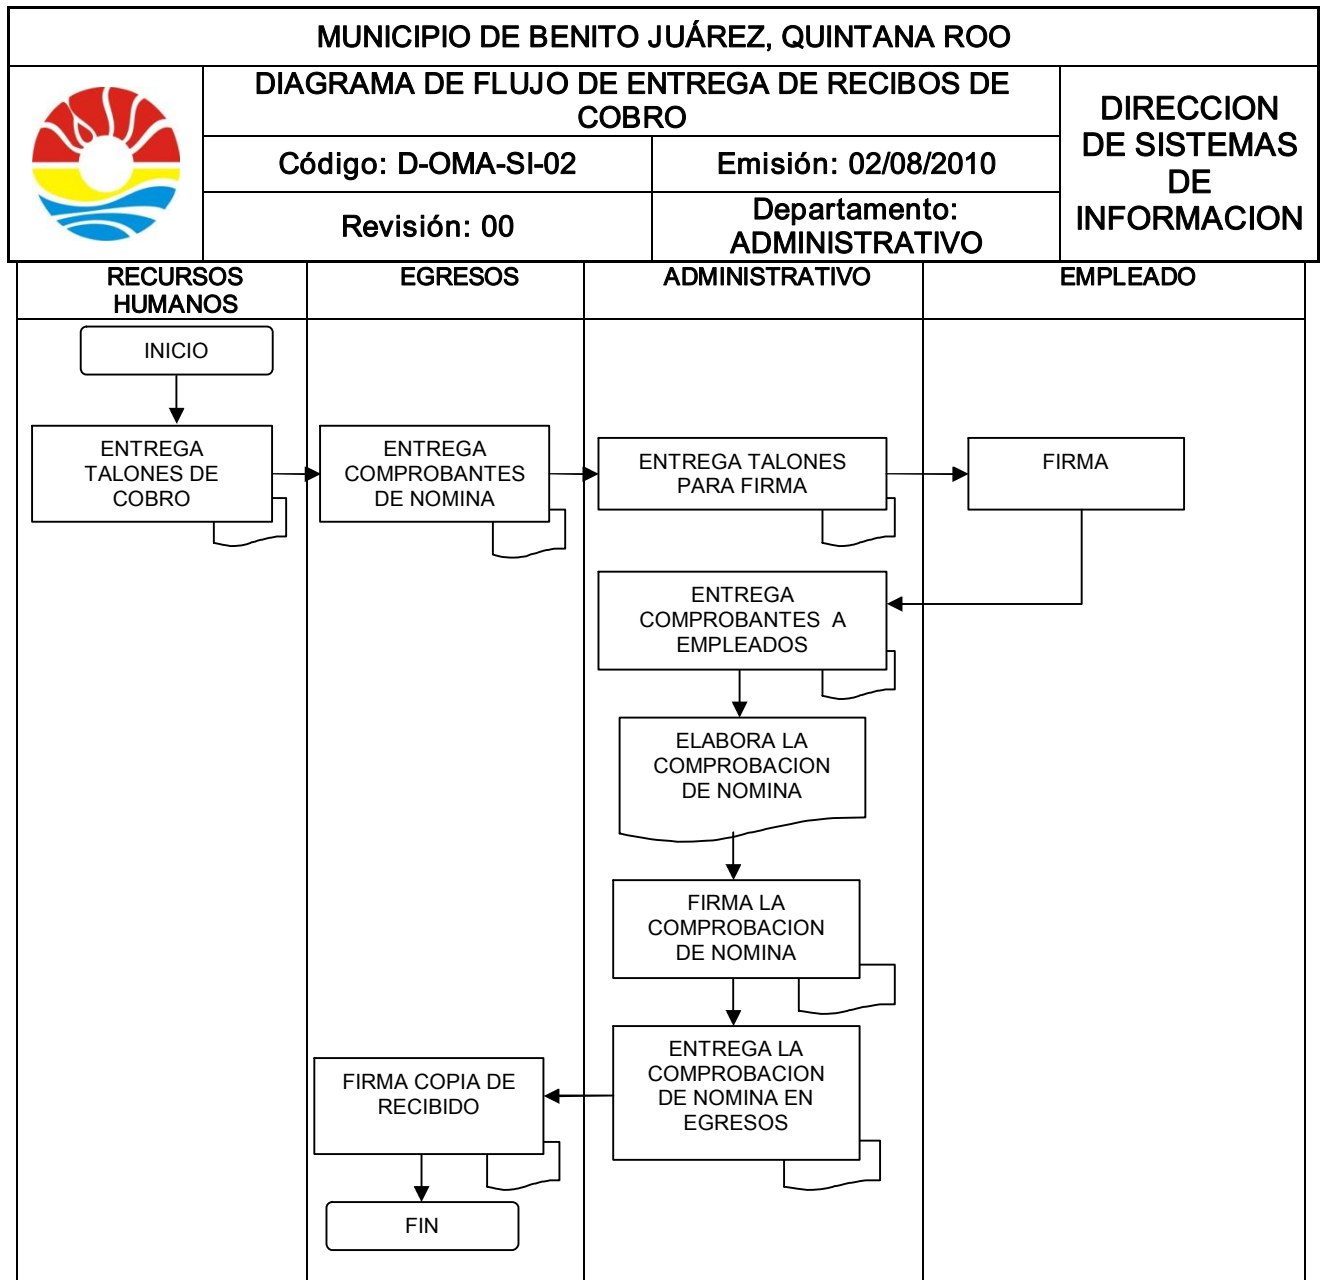 MUNICIPIO DE BENITO JUÁREZ, QUINTANA ROO
DIAGRAMA DE FLUJO DE ENTREGA DE RECIBOS DE
COBRO
Código: D-OMA-SI-02
Emisión: 02/08/2010
Revisión: 00
Departamento:
ADMINISTRATIVO
DIRECCION
DE SISTEMAS
DE
INFORMACION
RECURSOS
HUMANOS
EGRESOS
ADMINISTRATIVO
EMPLEADO
INICIO
ENTREGA
TALONES DE
COBRO
ENTREGA
COMPROBANTES
DE NOMINA
ENTREGA TALONES
PARA FIRMA
FIRMA
ENTREGA
COMPROBANTES A
EMPLEADOS
ELABORA LA
COMPROBACION
DE NOMINA
FIRMA LA
COMPROBACION
DE NOMINA
ENTREGA LA
COMPROBACION
DE NOMINA EN
EGRESOS
FIRMA COPIA DE
RECIBIDO
FIN